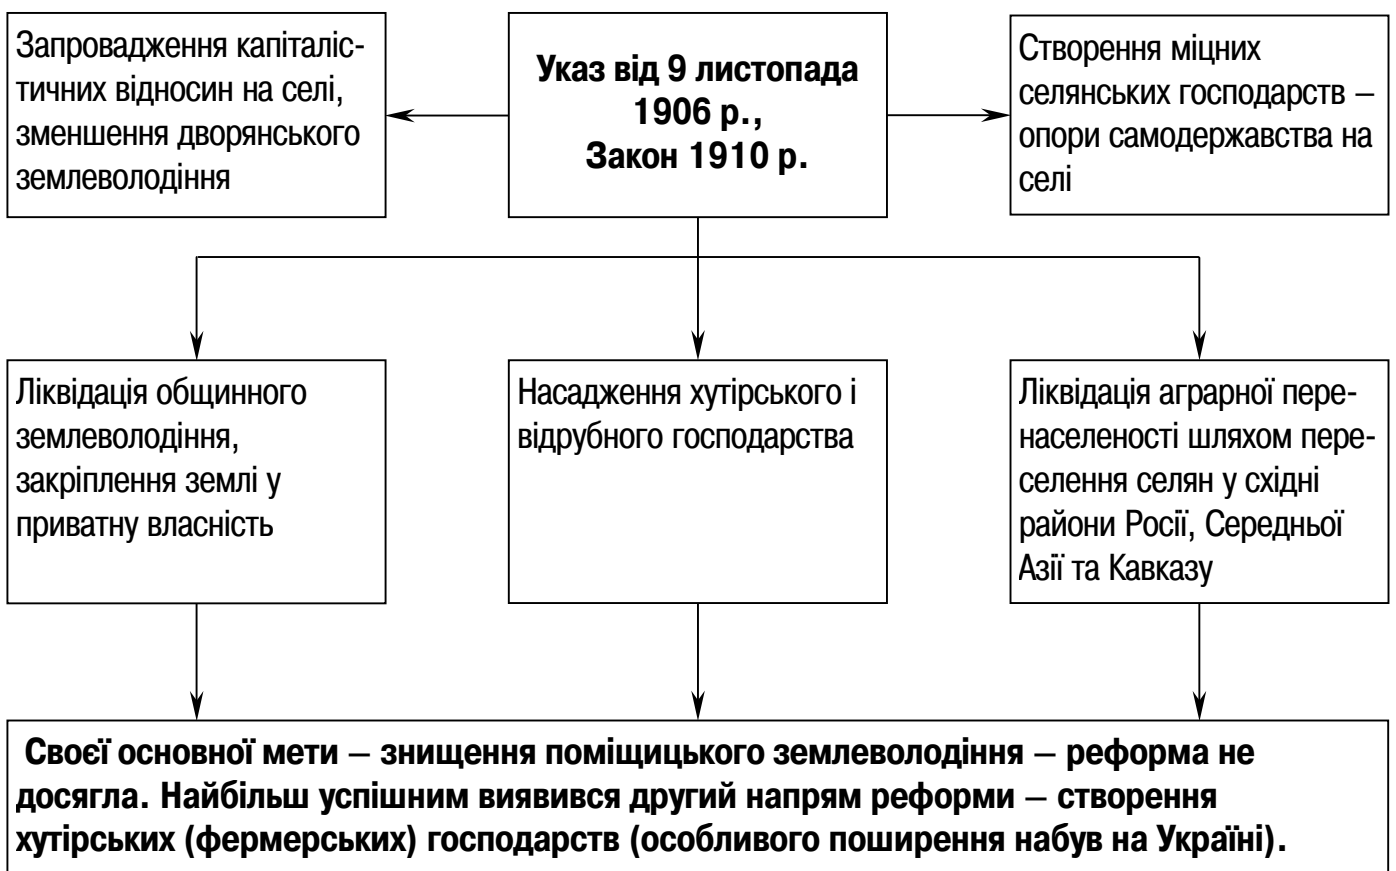 Запровадження капіталіс-
тичних відносин на селі,
зменшення дворянського
землеволодіння
Указ від 9 листопада
1906 р.,
Закон 1910 р.
Створення міцних
селянських господарств –
опори самодержавства на
селі
Ліквідація общинного
землеволодіння,
закріплення землі у
приватну власність
Насадження хутірського і
відрубного господарства
Ліквідація аграрної пере-
населеності шляхом пере-
селення селян у східні
райони Росії, Середньої
Азії та Кавказу
Своєї основної мети – знищення поміщицького землеволодіння – реформа не
досягла. Найбільш успішним виявився другий напрям реформи – створення
хутірських (фермерських) господарств (особливого поширення набув на Україні).